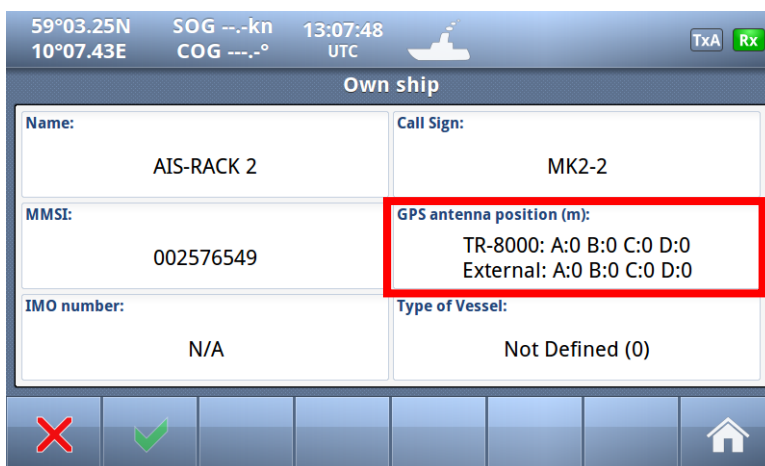 59°03.25N SOG --.-kn 13:07:48
10°07.43E COG ---.-° UTC
TxA Rx
Own ship
Name:
AIS-RACK 2
Call Sign:
MK2-2
MMSI:
002576549
GPS antenna position (m):
TR-8000: A:0 B:0 C:0 D:0
External: A:0 B:0 C:0 D:0
IMO number:
N/A
Type of Vessel:
Not Defined (0)